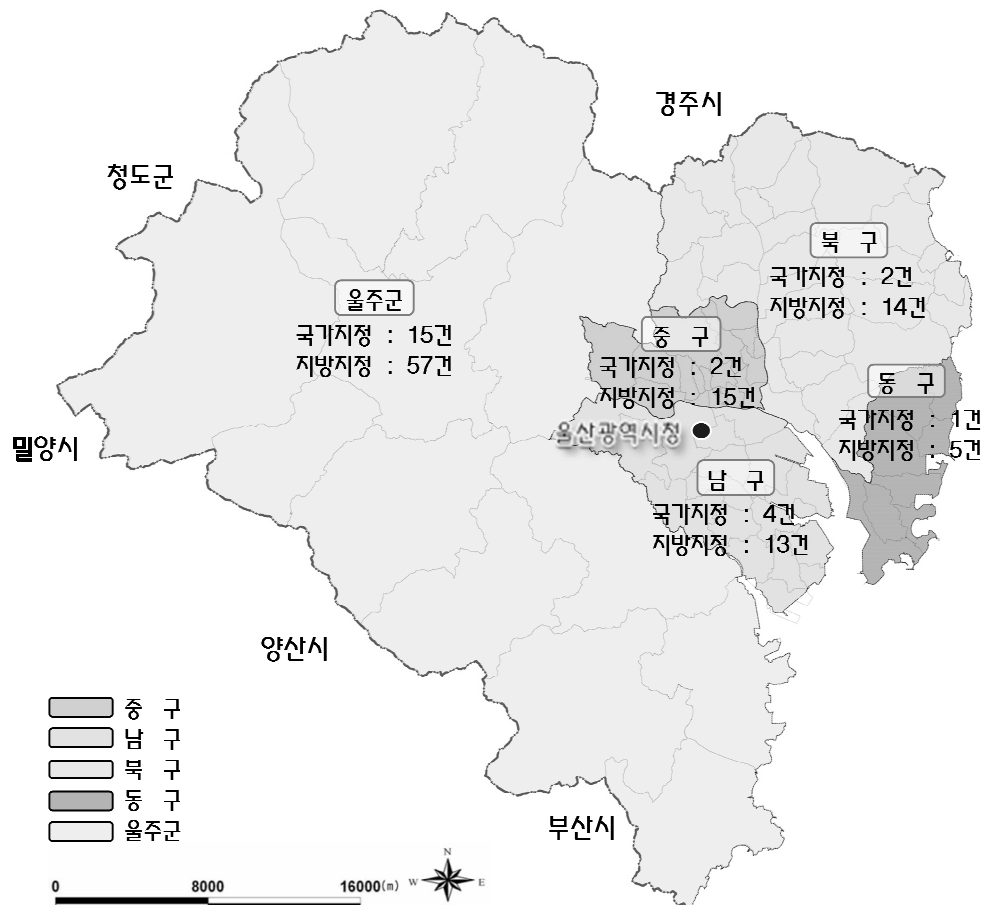 경주시
청도군
북 구
국가지정 : 2건
지방지정 : 14건
울주군
국가지정 : 15건
지방지정 : 57건
중 구
국가지정 : 2건
지방지정 : 15건
동 구
국가지정 : 1건
지방지정 : 5건
울산광역시청
밀양시
남 구
국가지정 : 4건
지방지정 : 13건
양산시
중 구
남 구
북 구
동 구
울주군
부산시
N
W E
0 8000 16000(m)